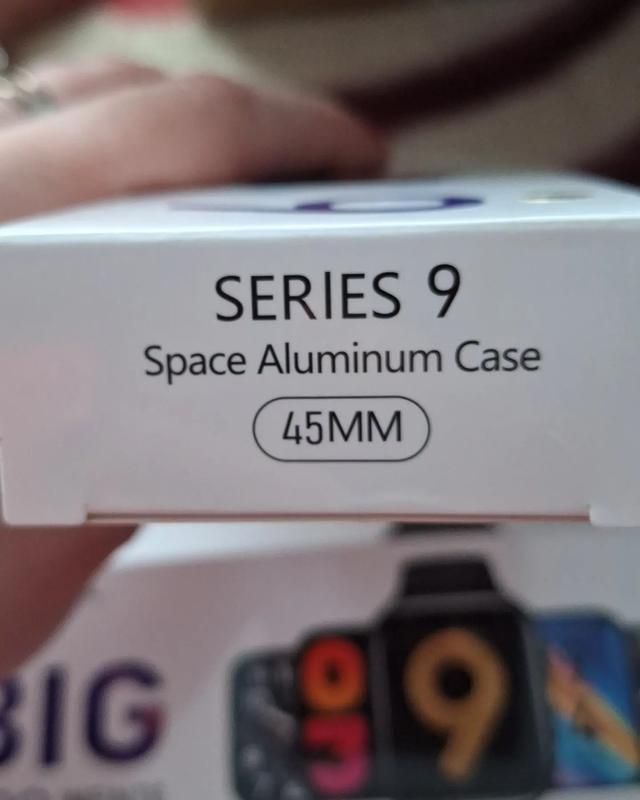 SERIES 9
Space Aluminum Case
45MM
BIG
9